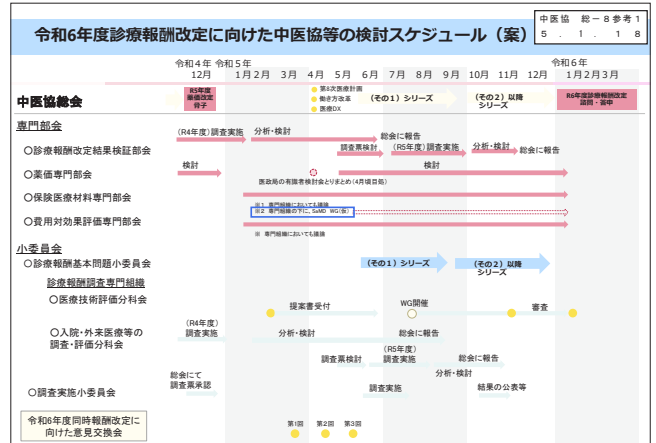 中医協 総－８参考１
５．１．１８
令和6年度診療報酬改定に向けた中医協等の検討スケジュール（案）
令和４年 令和５年 令和６年
12月 1月 2月 3月 4月 5月 6月 7月 8月 9月 10月 11月 12月 1月 2月 3月
中医協総会
R5年度
薬価改定
骨子
第8次医療計画
働き方改革
医療DX
（その１）シリーズ
（その２）以降
シリーズ
R6年度診療報酬改定
諮問・答申
専門部会
（R4年度）調査実施 分析・検討 総会に報告
〇診療報酬改定結果検証部会
調査票検討 （R5年度）調査実施 分析・検討 総会に報告
〇薬価専門部会
検討 検討
医政局の有識者検討会とりまとめ（4月頃目処）
〇保険医療材料専門部会
※１ 専門組織においても議論
※２ 専門組織の下に、SaMD WG（仮）
〇費用対効果評価専門部会
※ 専門組織においても議論
小委員会
〇診療報酬基本問題小委員会
（その１）シリーズ
（その２）以降
シリーズ
診療報酬調査専門組織
〇医療技術評価分科会
提案書受付 WG開催 審査
〇入院・外来医療等の
調査・評価分科会
（R4年度）
調査実施 分析・検討 総会に報告
調査票検討
（R5年度）
調査実施
総会に報告
分析・検討
〇調査実施小委員会
総会にて
調査票承認
調査実施 結果の公表等
令和6年度同時報酬改定に
向けた意見交換会
第1回 第2回 第3回